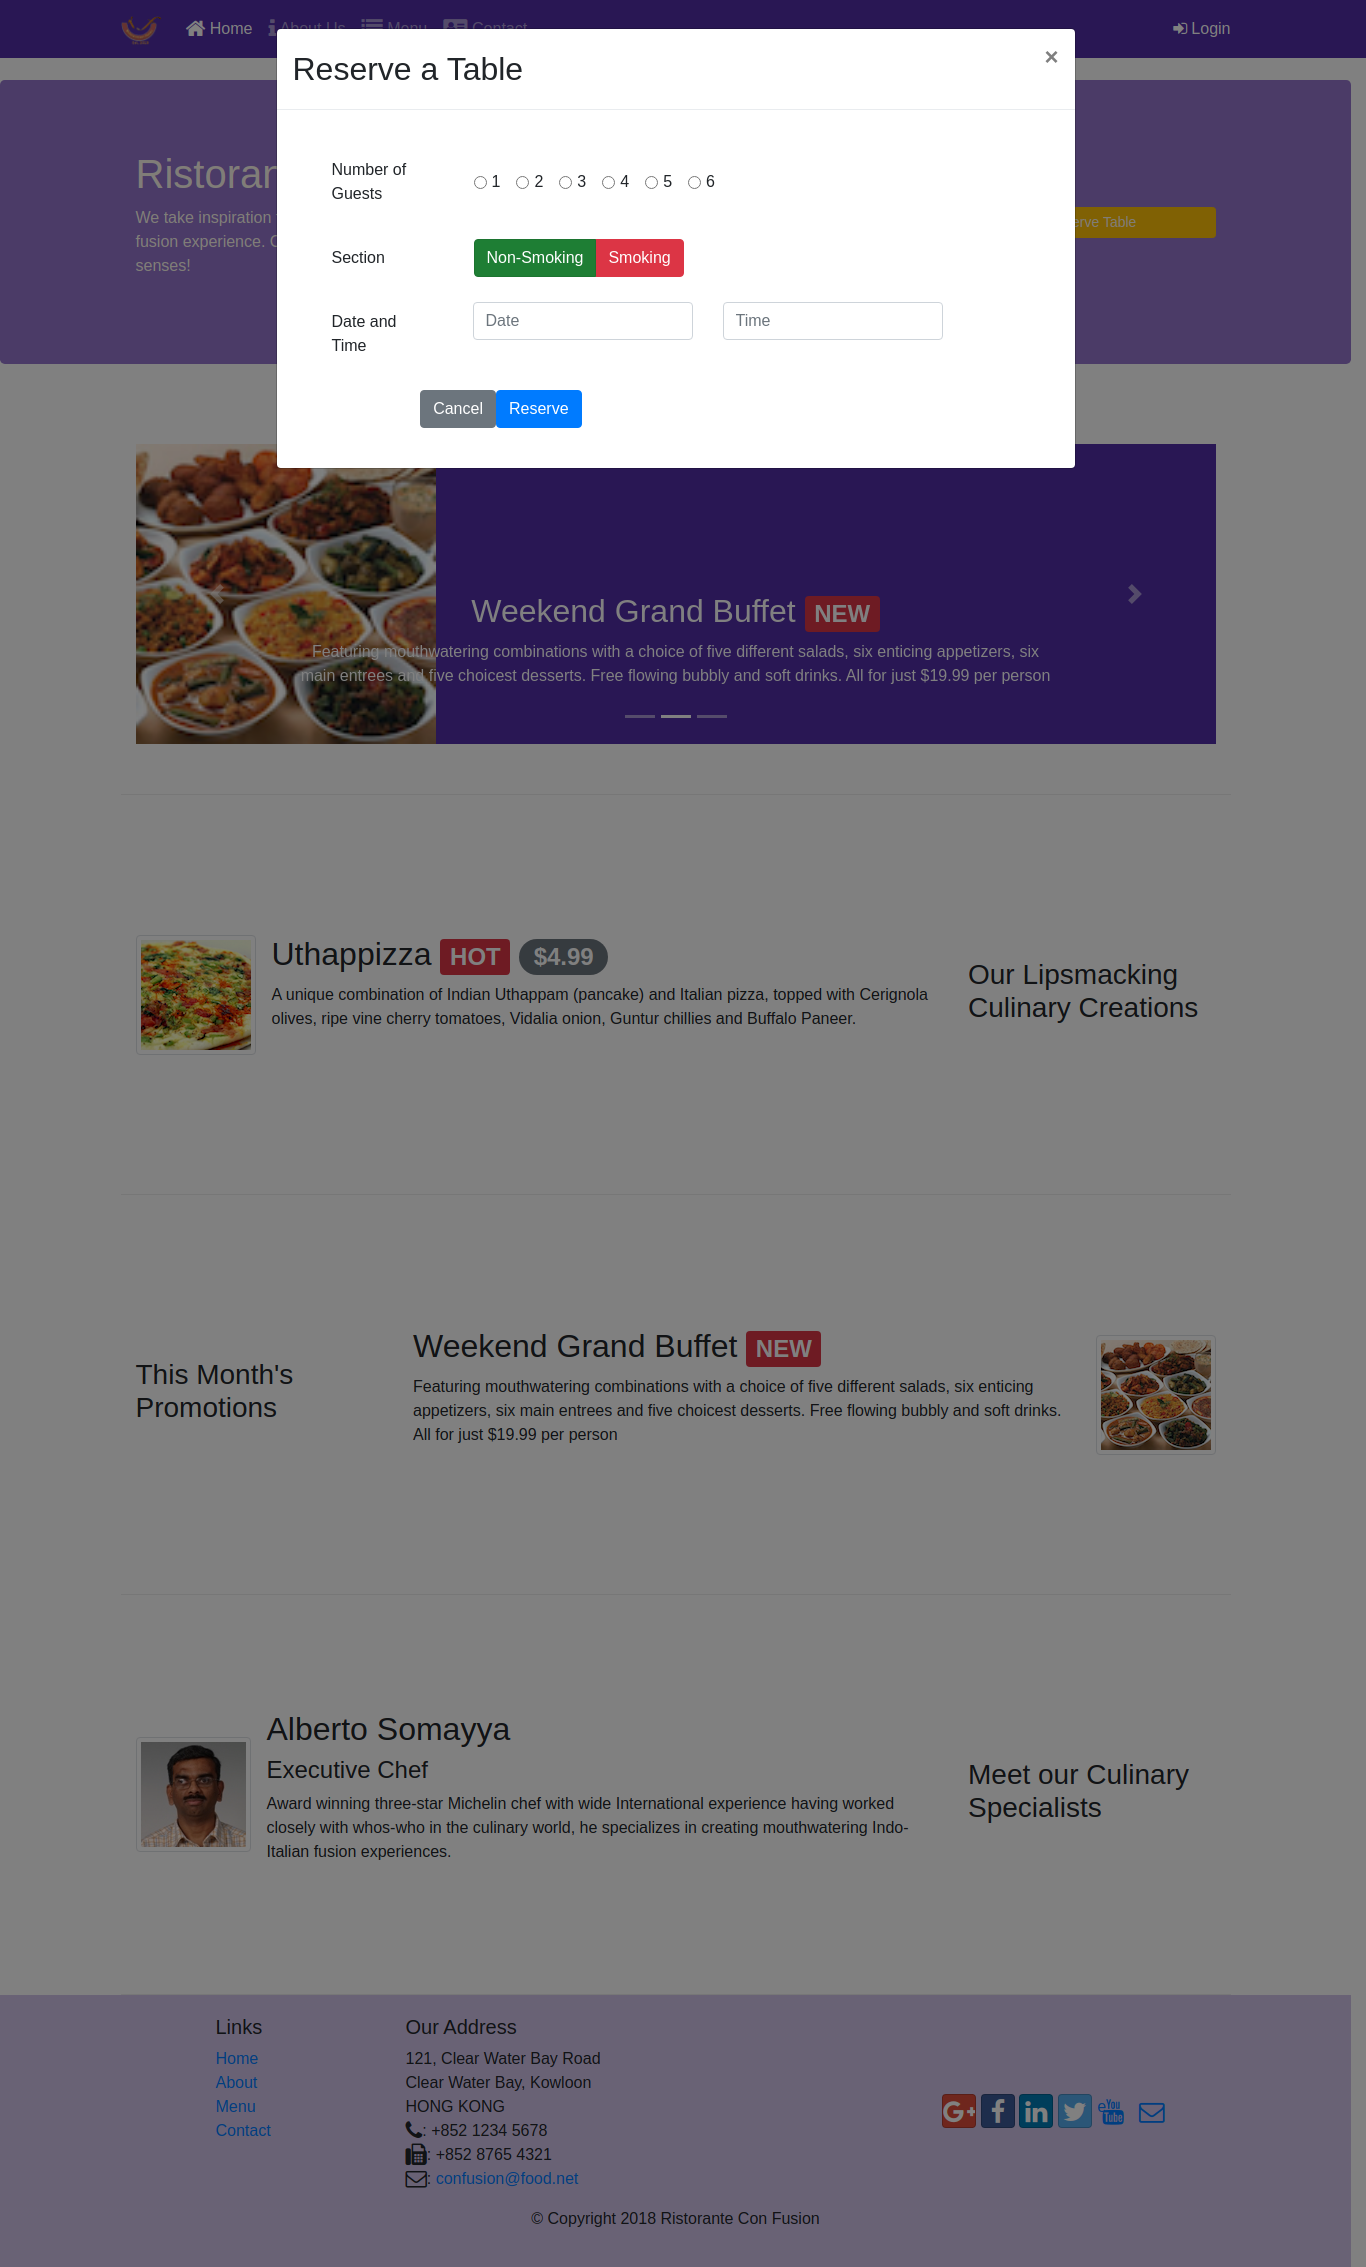 Home About Us Menu Contact Login
Reserve a Table ×
Number of
Guests
1 2 3 4 5 6
Section
Non-Smoking Smoking
Date and
Time
Date Time
Cancel Reserve
We take inspiration
fusion experience.
senses!
Table
Weekend Grand Buffet NEW
Featuring mouthwatering combinations with a choice of five different salads, six enticing appetizers, six
main entrees and five choicest desserts. Free flowing bubbly and soft drinks. All for just $19.99 per person
Uthappizza HOT $4.99
A unique combination of Indian Uthappam (pancake) and Italian pizza, topped with Cerignola
olives, ripe vine cherry tomatoes, Vidalia onion, Guntur chillies and Buffalo Paneer.
Our Lipsmacking
Culinary Creations
This Month's
Promotions
Weekend Grand Buffet NEW
Featuring mouthwatering combinations with a choice of five different salads, six enticing
appetizers, six main entrees and five choicest desserts. Free flowing bubbly and soft drinks.
All for just $19.99 per person
Alberto Somayya
Executive Chef
Award winning three-star Michelin chef with wide International experience having worked
closely with whos-who in the culinary world, he specializes in creating mouthwatering Indo-
Italian fusion experiences.
Meet our Culinary
Specialists
Links
Home
About
Menu
Contact
Our Address
121, Clear Water Bay Road
Clear Water Bay, Kowloon
HONG KONG
: +852 1234 5678
: +852 8765 4321
: confusion@food.net
© Copyright 2018 Ristorante Con Fusion